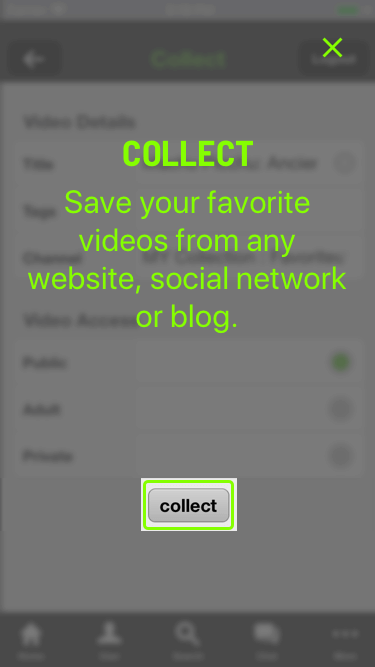 Collect
Logout
Video Details
COLLECT
Title
Save your favorite
Tags
videos from any
Channel
website, social network
or blog.
Video Access
Public
Adult
Private
collect